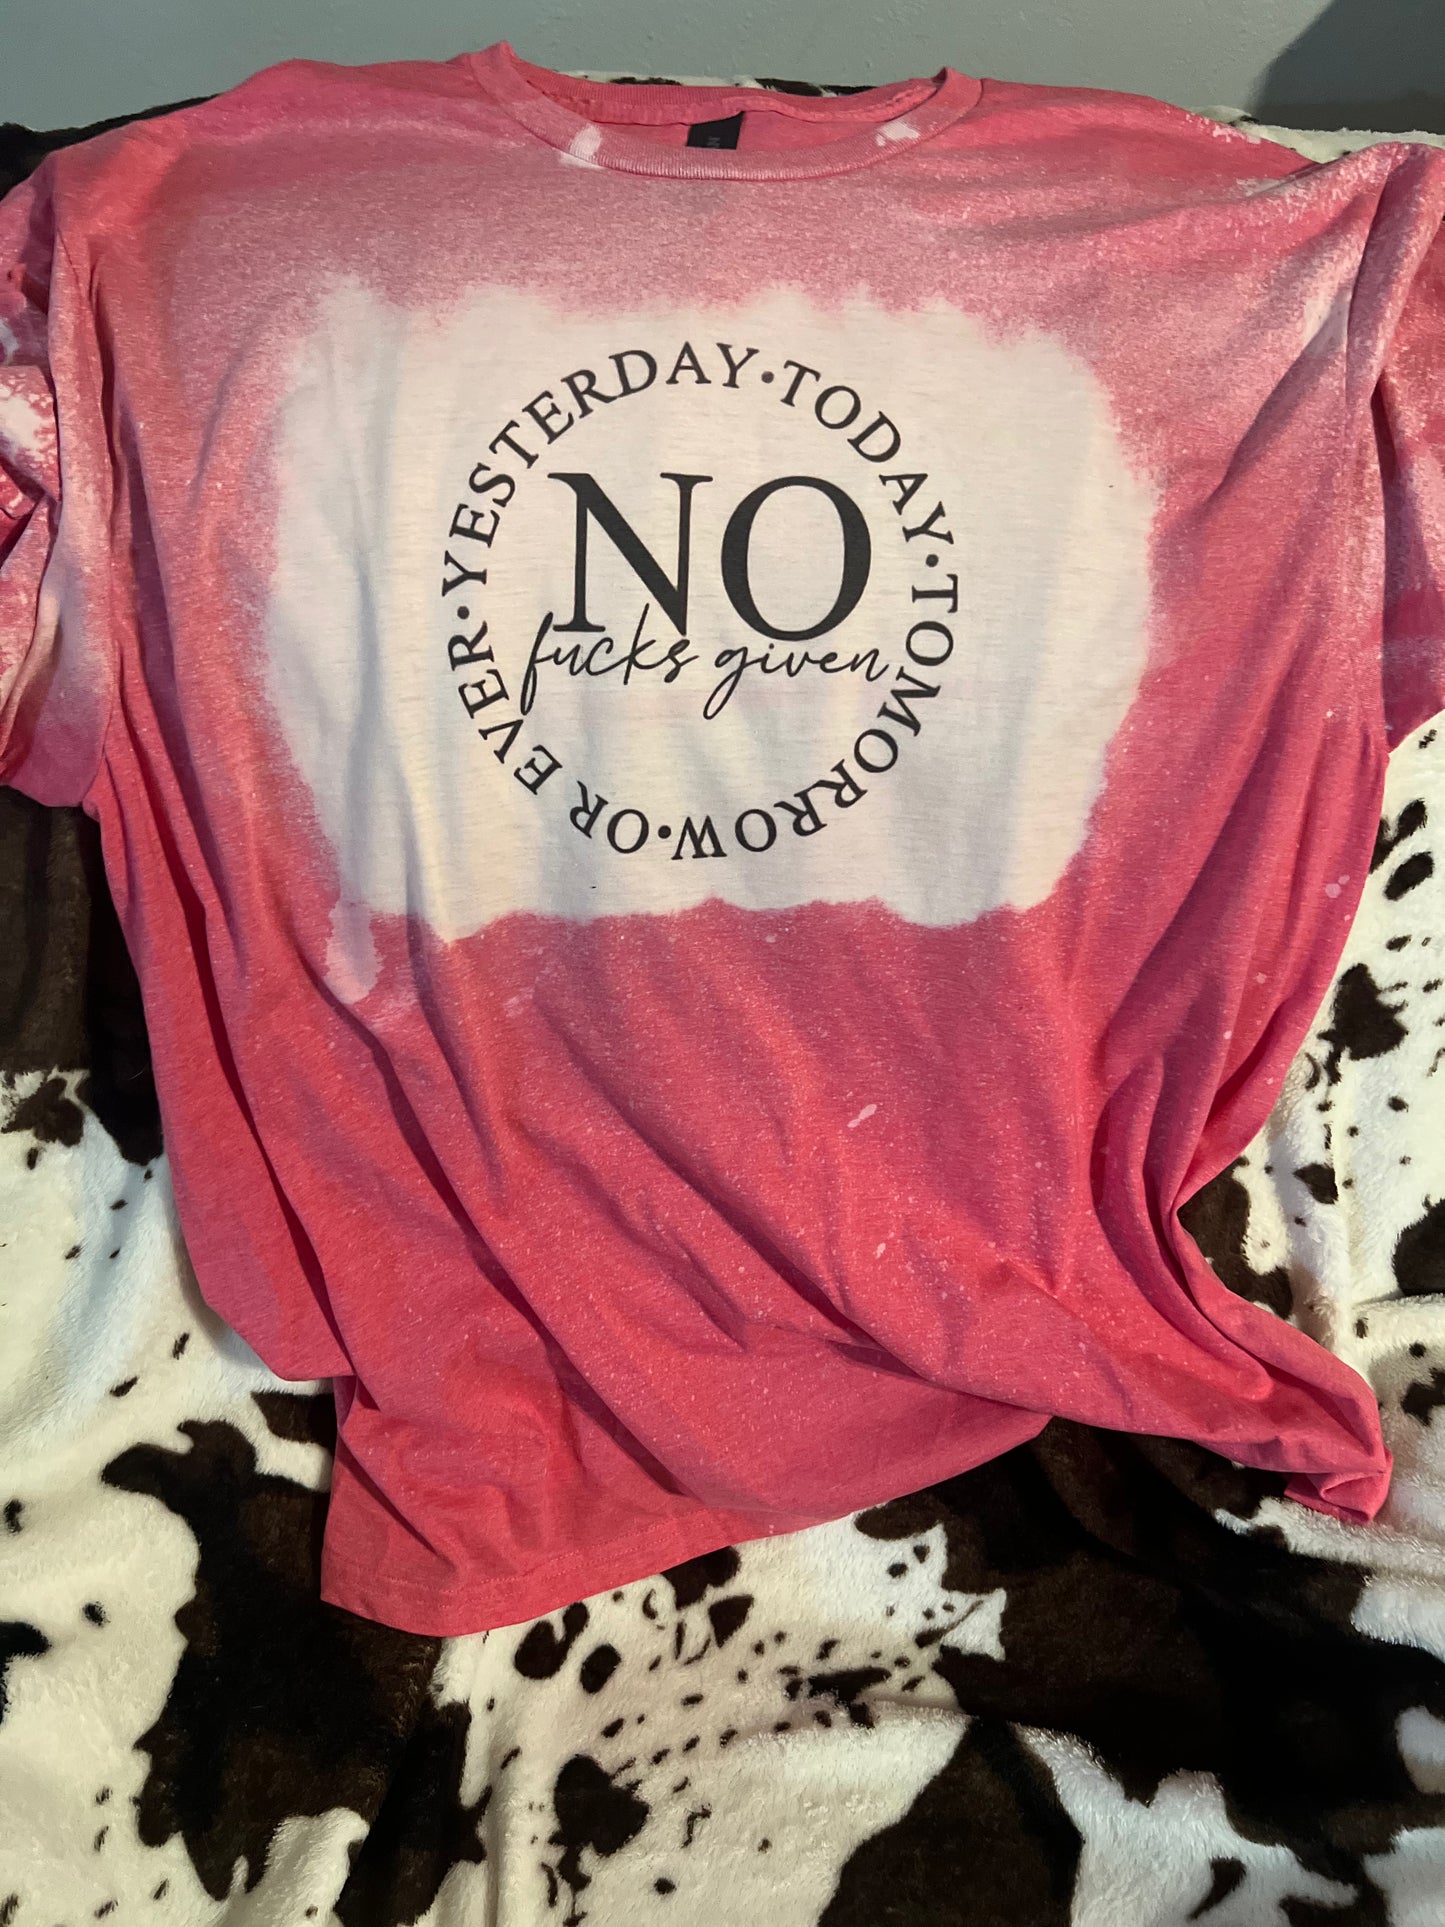 YESTERDAY • TODAY • TOMORROW • OR EVER •
NO
fucks given